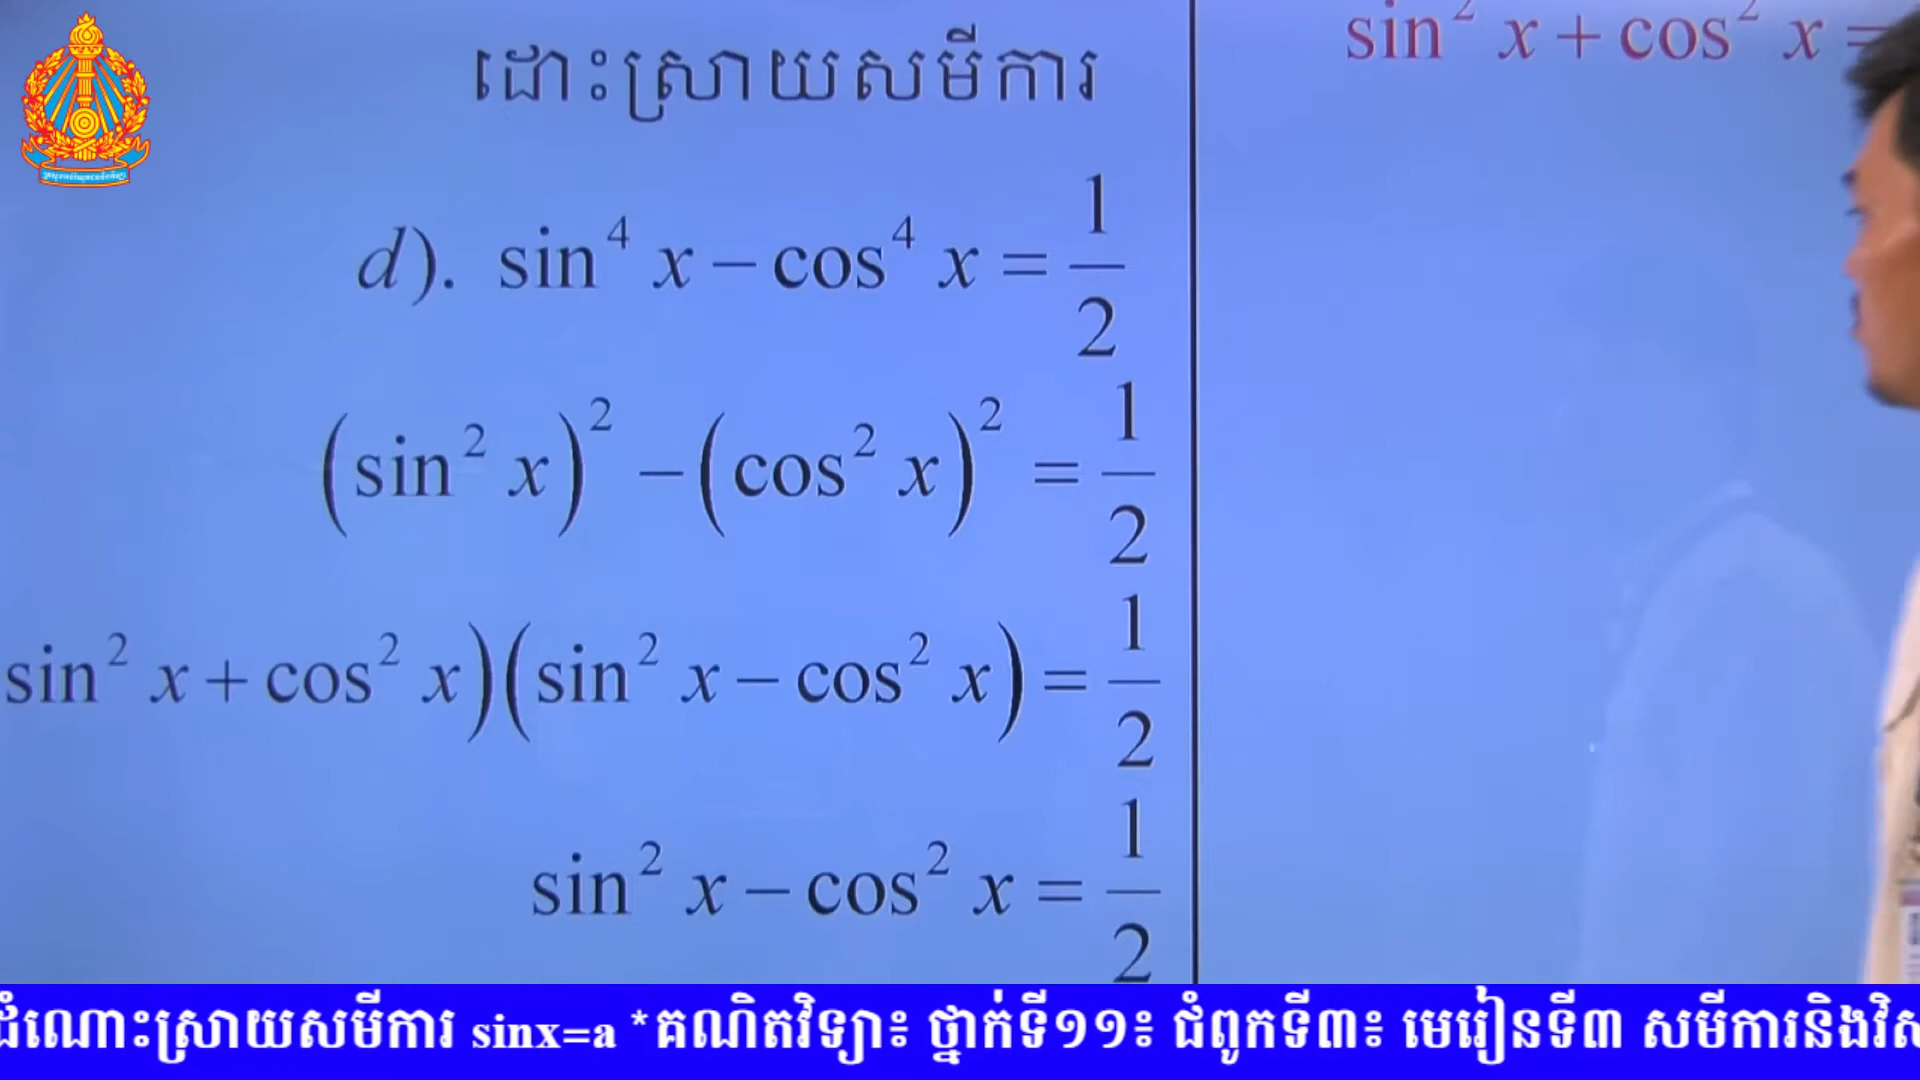 ដោះស្រាយសមីការ
sin² x + cos² x =
d). sin⁴ x − cos⁴ x = 1/2
(sin² x)² − (cos² x)² = 1/2
sin² x + cos² x)(sin² x − cos² x) = 1/2
sin² x − cos² x = 1/2
ដំណោះស្រាយសមីការ sinx=a *គណិតវិទ្យា៖ ថ្នាក់ទី១១៖ ជំពូកទី៣៖ មេរៀនទី៣ សមីការនិងវិស